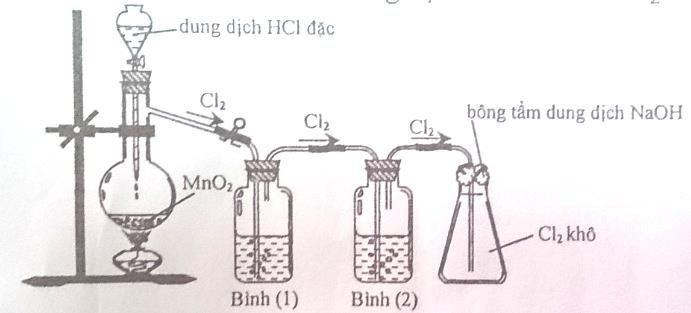 dung dịch HCl đặc
Cl₂
Cl₂
Cl₂
bông tẩm dung dịch NaOH
MnO₂
Cl₂ khô
Bình (1)
Bình (2)